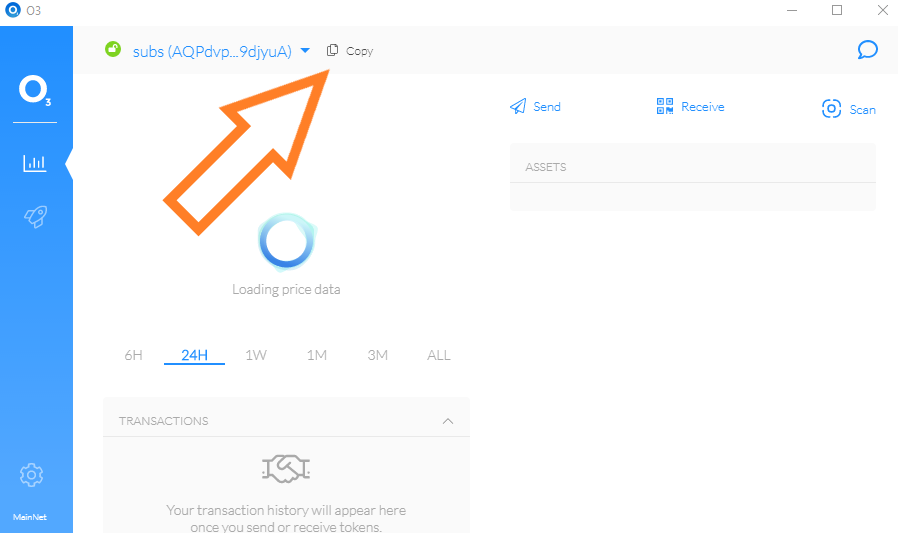 O3
subs (AQPdvp...9djyuA)
Copy
O3
Send
Receive
Scan
ASSETS
Loading price data
6H
24H
1W
1M
3M
ALL
TRANSACTIONS
Your transaction history will appear here
once you send or receive tokens.
MainNet